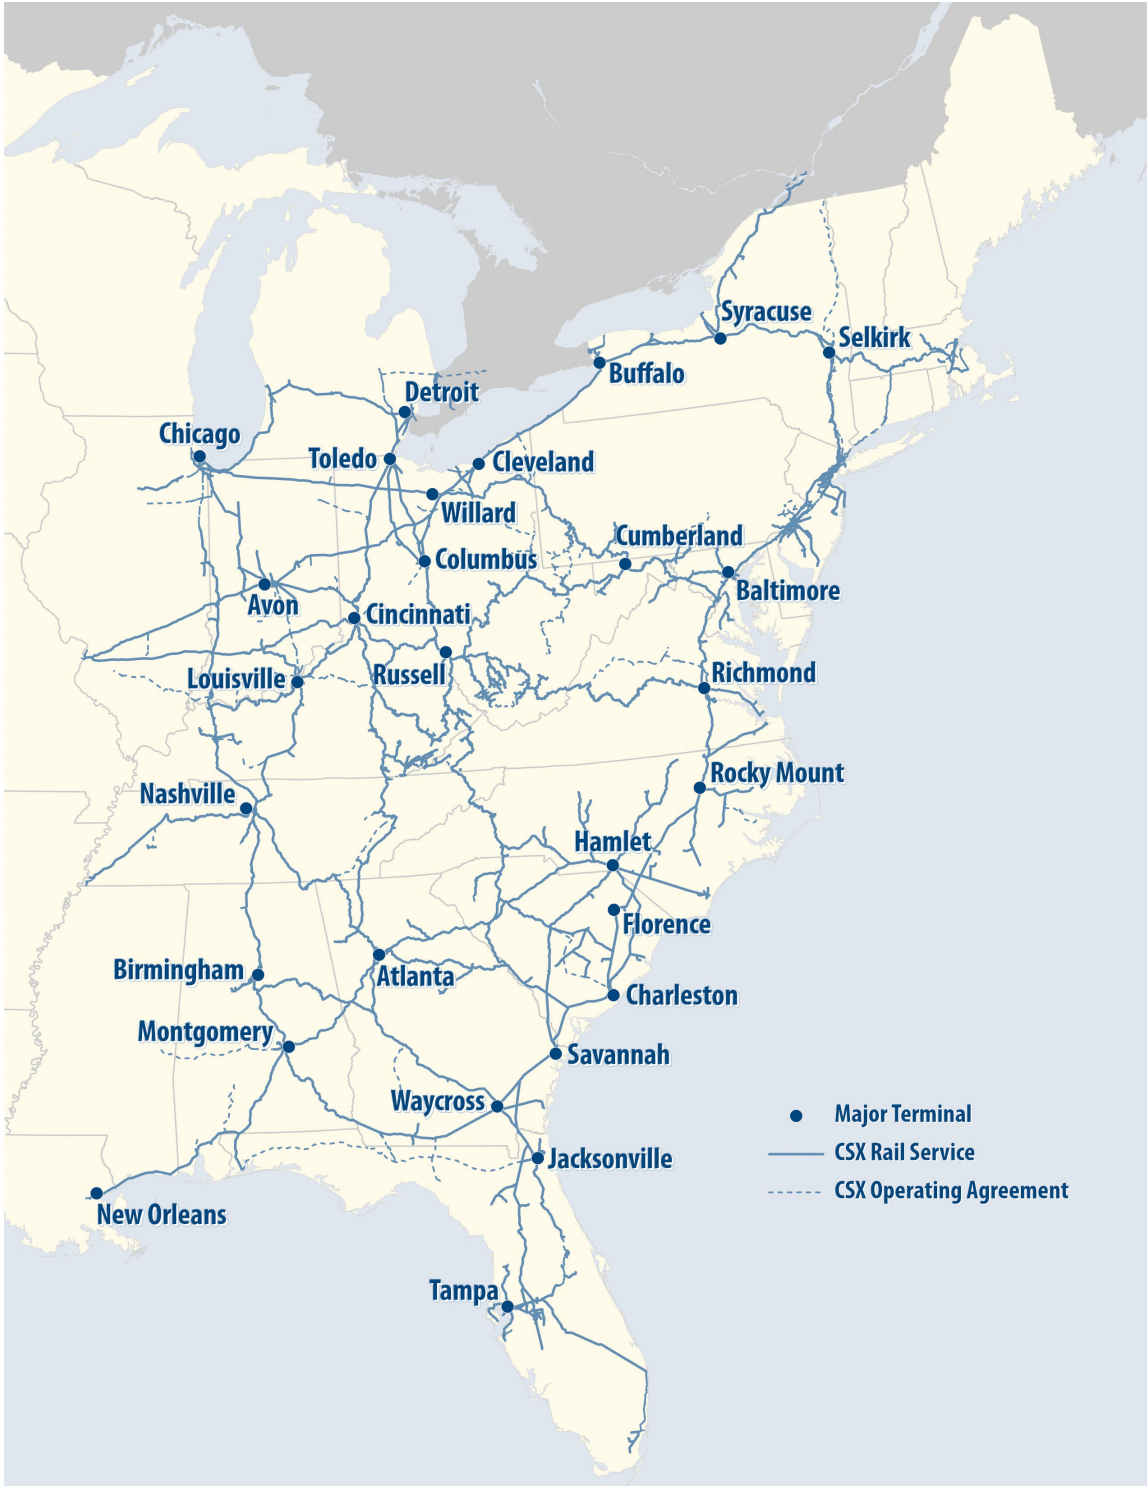 Syracuse
Selkirk
Buffalo
Detroit
Chicago
Toledo
Cleveland
Willard
Cumberland
Columbus
Baltimore
Avon
Cincinnati
Louisville
Russell
Richmond
Rocky Mount
Nashville
Hamlet
Florence
Birmingham
Atlanta
Charleston
Montgomery
Savannah
Waycross
Major Terminal
CSX Rail Service
Jacksonville
CSX Operating Agreement
New Orleans
Tampa